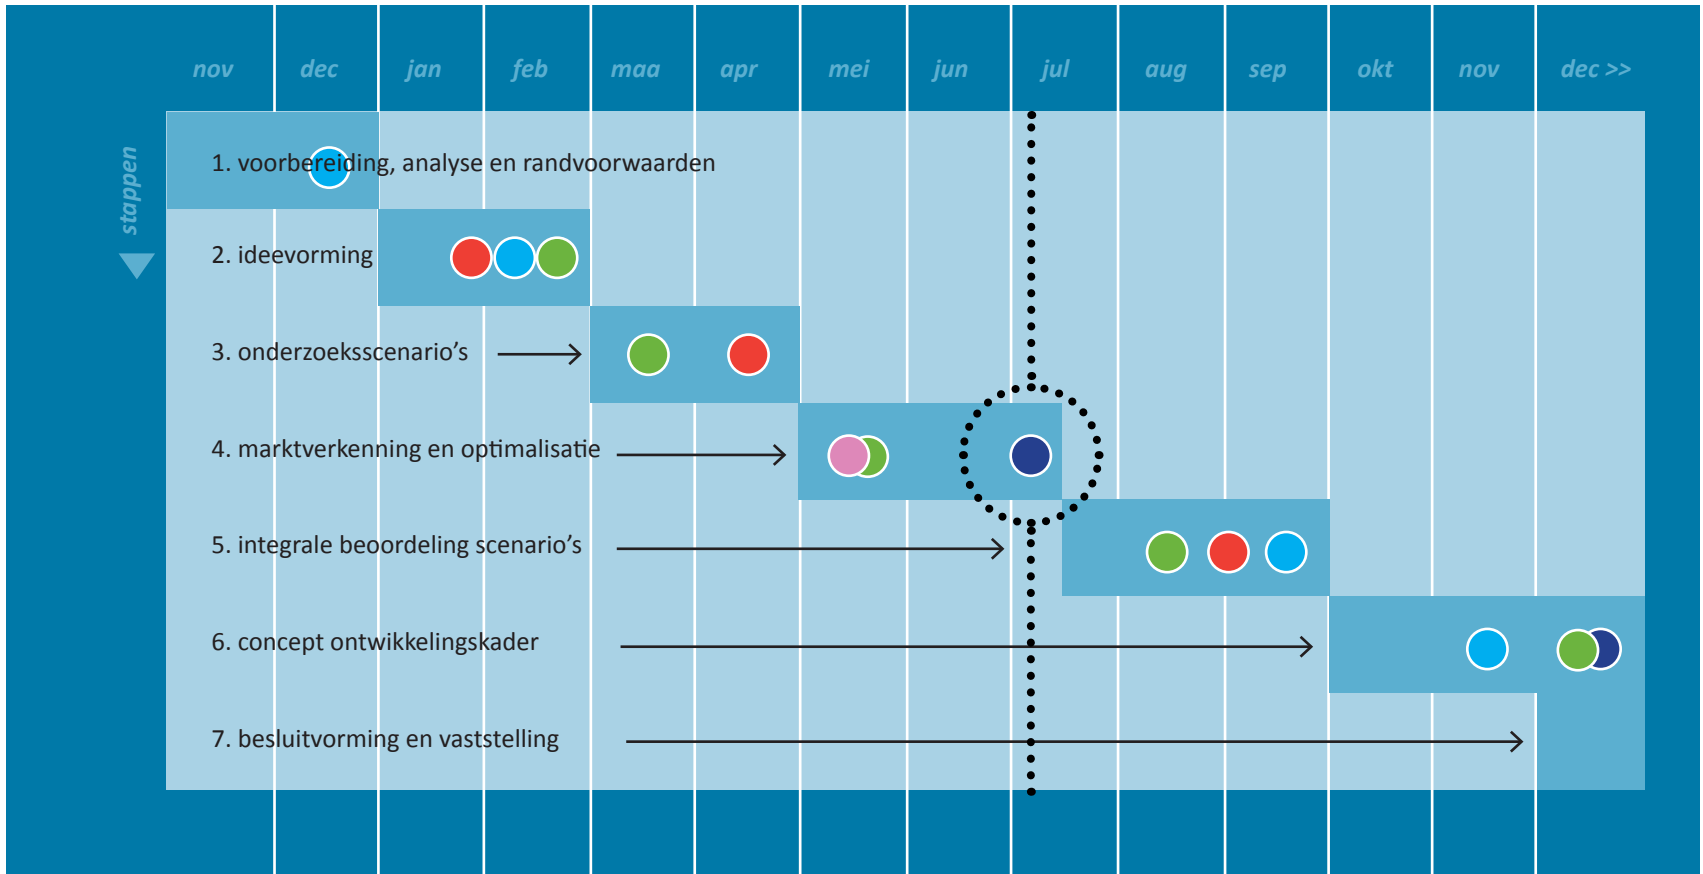 nov dec jan feb maa apr mei jun jul aug sep okt nov dec >>
stappen
1. voorbereiding, analyse en randvoorwaarden
2. ideevorming
3. onderzoeksscenario's
4. marktverkenning en optimalisatie
5. integrale beoordeling scenario's
6. concept ontwikkelingskader
7. besluitvorming en vaststelling